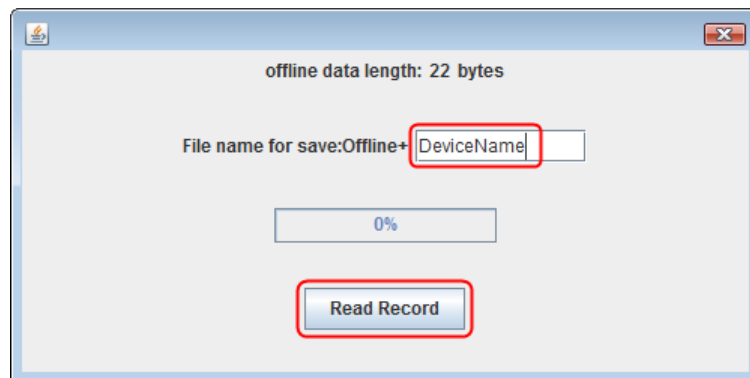 offline data length: 22 bytes
File name for save:Offline+ DeviceName
0%
Read Record